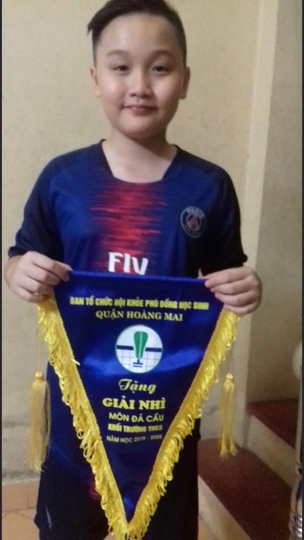 PARIS
FLY
BAN TỔ CHỨC HỘI KHỎE PHÙ ĐỔNG HỌC SINH
QUẬN HOÀNG MAI
Tặng
GIẢI NHÌ
MÔN ĐÁ CẦU
KHỐI TRƯỜNG THCS
NĂM HỌC 2019 - 2020